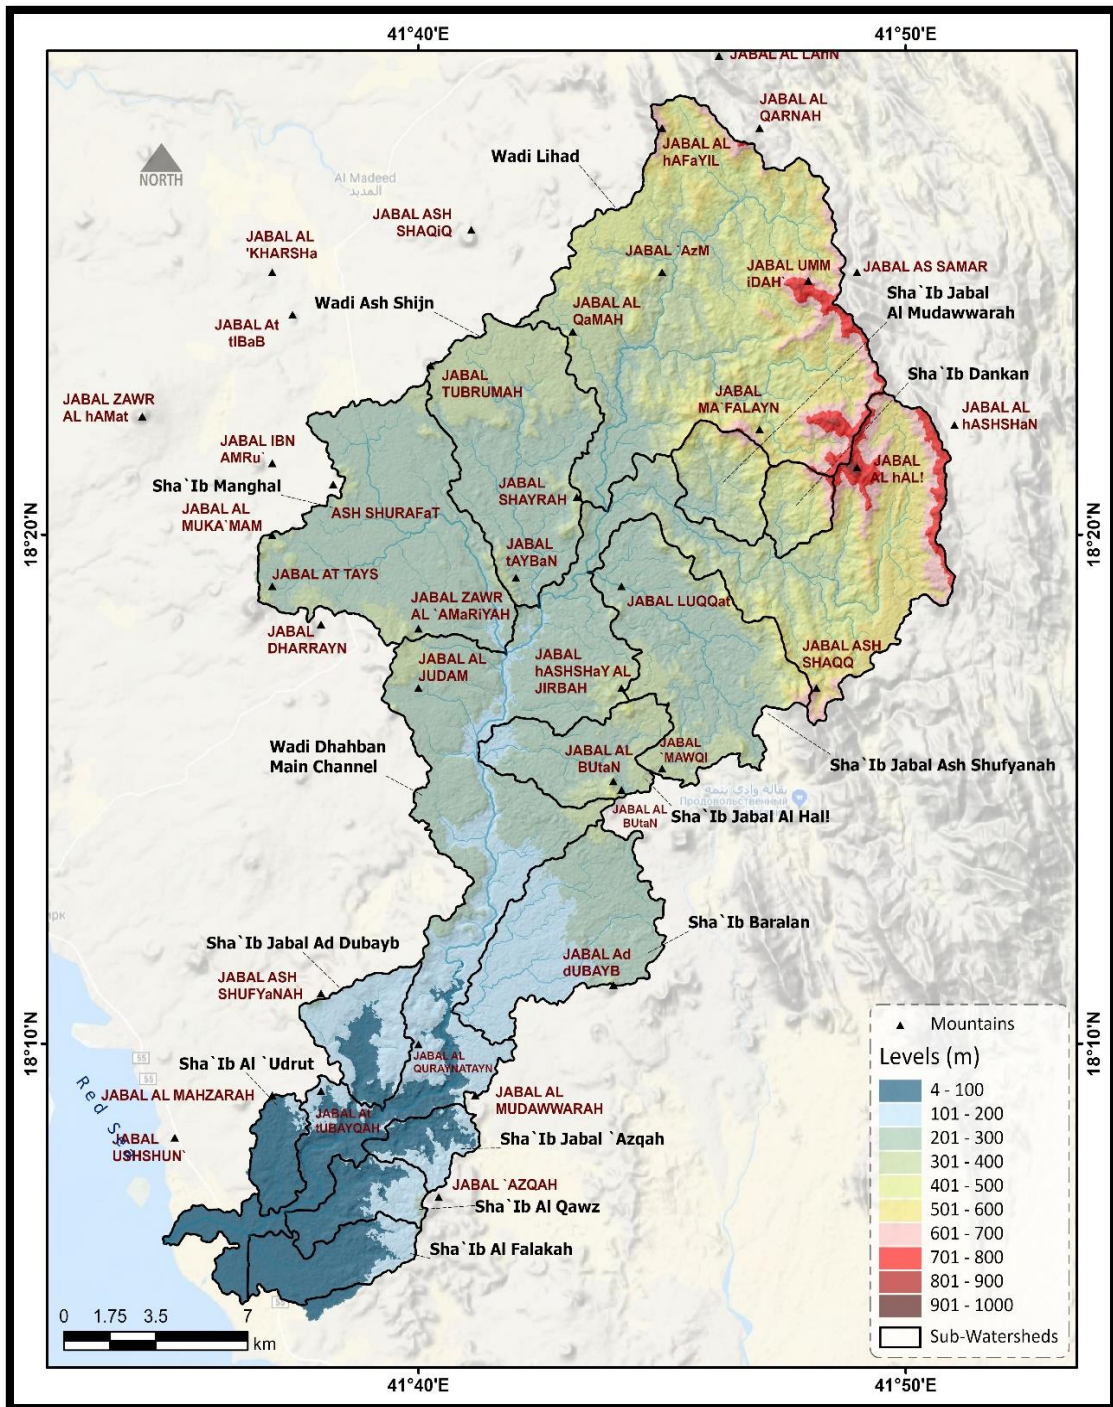 41°40'E
41°50'E
JABAL AL LAhN
JABAL AL
QARNAH
JABAL AL
hAFaYIL
Wadi Lihad
NORTH
Al Madeed
المديد
JABAL ASH
SHAQiQ
JABAL AL
'KHARSHa
JABAL `AzM
JABAL UMM
iDAH`
JABAL AS SAMAR
Sha`Ib Jabal
Al Mudawwarah
Wadi Ash Shijn
JABAL AL
QaMAH
JABAL At
tIBaB
JABAL
TUBRUMAH
Sha`Ib Dankan
JABAL ZAWR
AL hAMat
JABAL
MA`FALAYN
JABAL AL
hASHSHaN
JABAL IBN
AMRu`
JABAL
AL hAL!
Sha`Ib Manghal
JABAL
SHAYRAH
JABAL AL
MUKA`MAM
ASH SHURAFaT
18°20'N
18°20'N
JABAL
tAYBaN
JABAL AT TAYS
JABAL LUQQat
JABAL ZAWR
AL `AMaRiYAH
JABAL
DHARRAYN
JABAL AL
JUDAM
JABAL
hASHSHaY AL
JIRBAH
JABAL ASH
SHAQQ
Wadi Dhahban
Main Channel
JABAL AL
BUtaN
JABAL
`MAWQI
Sha`Ib Jabal Ash Shufyanah
بقالة وادي ينمه
Продовольственный
JABAL AL
BUtaN
Sha`Ib Jabal Al Hal!
ирк
Sha`Ib Baralan
Sha`Ib Jabal Ad Dubayb
JABAL Ad
dUBAYB
JABAL ASH
SHUFYaNAH
18°10'N
18°10'N
55
55
Sha`Ib Al `Udrut
JABAL AL
QURAYNATAYN
JABAL AL MAHZARAH
JABAL At
tUBAYQAH
JABAL AL
MUDAWWARAH
Red Sea
JABAL
USHSHUN`
Sha`Ib Jabal `Azqah
JABAL `AZQAH
Sha`Ib Al Qawz
Sha`Ib Al Falakah
55
0 1.75 3.5 7
km
Mountains
Levels (m)
4 - 100
101 - 200
201 - 300
301 - 400
401 - 500
501 - 600
601 - 700
701 - 800
801 - 900
901 - 1000
Sub-Watersheds
41°40'E
41°50'E